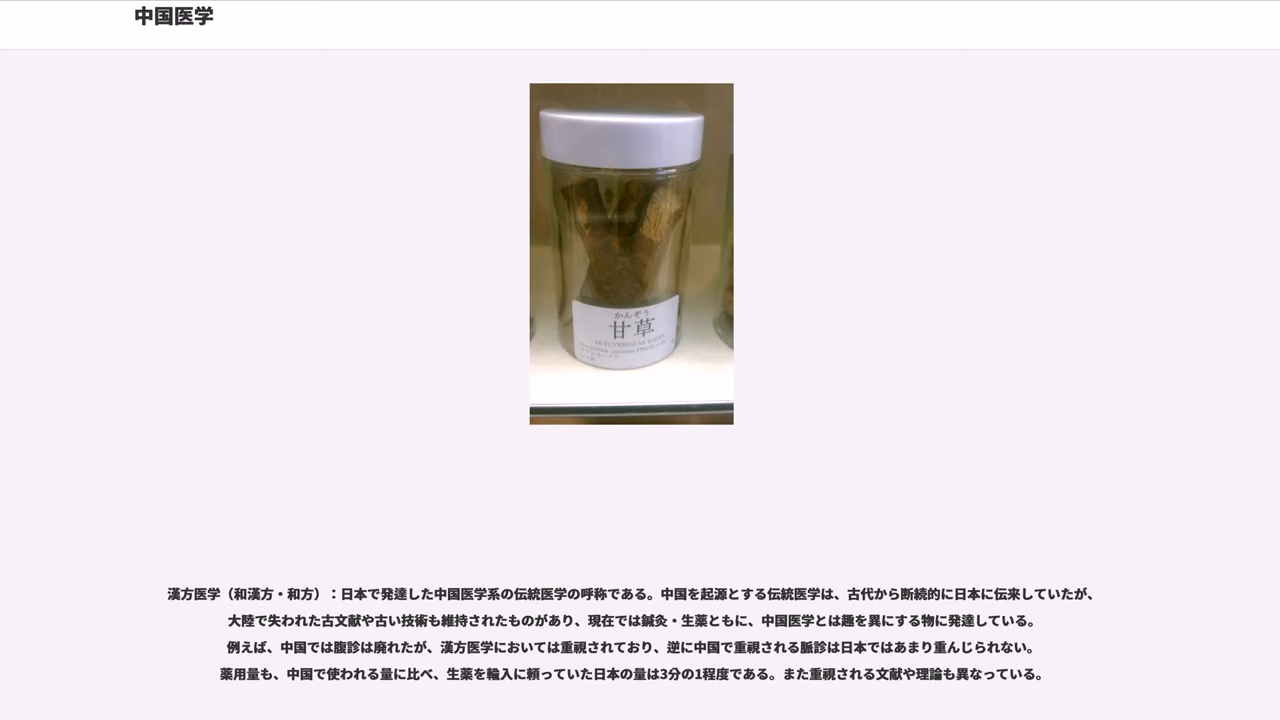 中国医学
かんぞう
甘草
GLYCYRRHIZAE RADIX
漢方医学（和漢方・和方）：日本で発達した中国医学系の伝統医学の呼称である。中国を起源とする伝統医学は、古代から断続的に日本に伝来していたが、
大陸で失われた古文献や古い技術も維持されたものがあり、現在では鍼灸・生薬ともに、中国医学とは趣を異にする物に発達している。
例えば、中国では腹診は廃れたが、漢方医学においては重視されており、逆に中国で重視される脈診は日本ではあまり重んじられない。
薬用量も、中国で使われる量に比べ、生薬を輸入に頼っていた日本の量は3分の1程度である。また重視される文献や理論も異なっている。